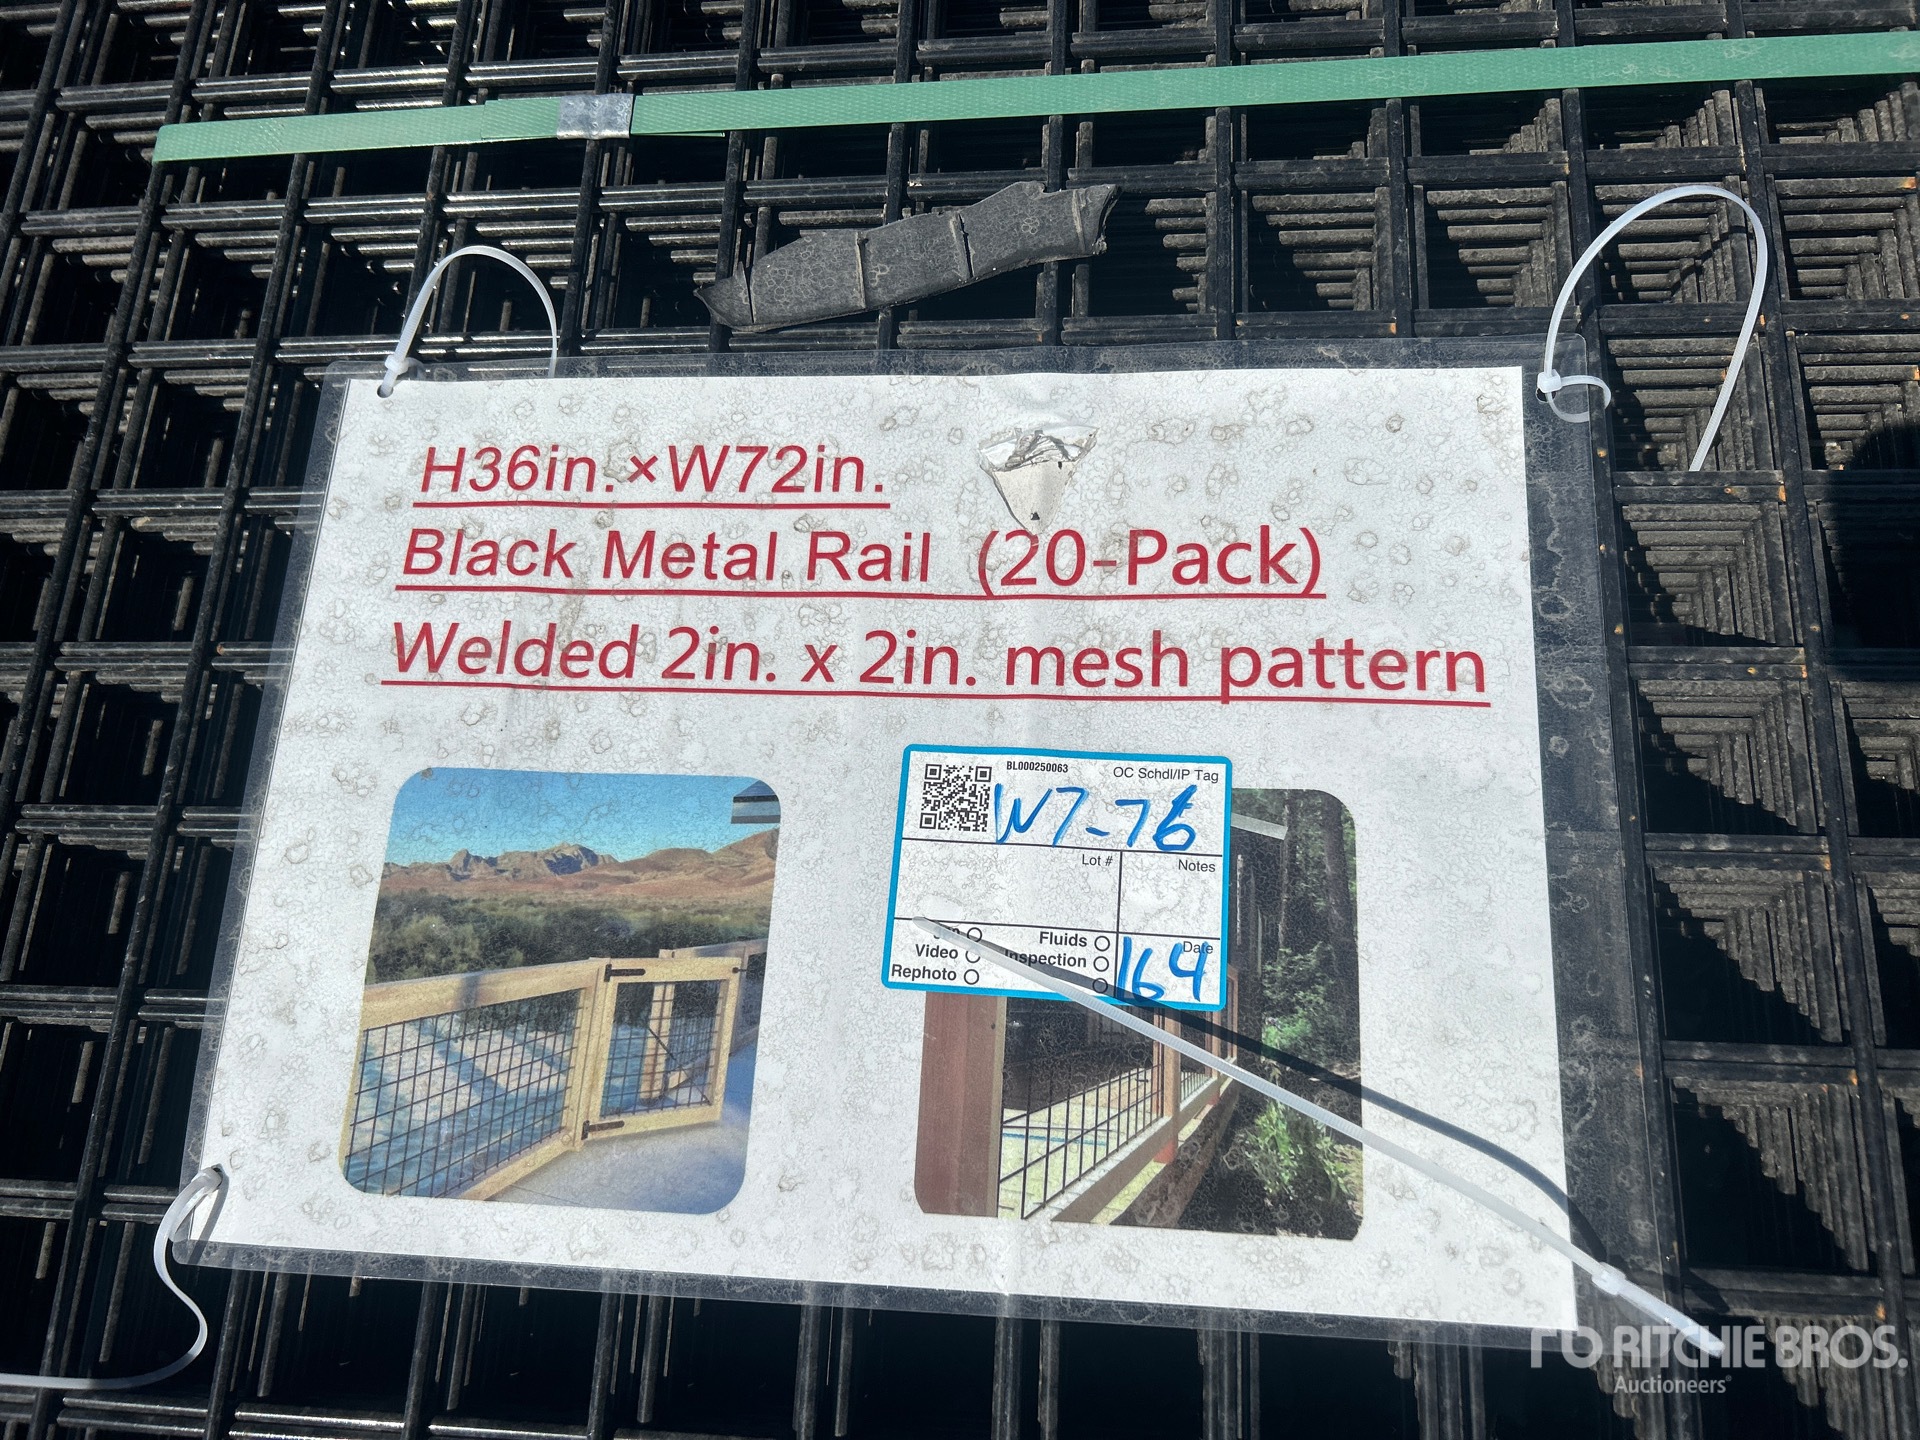 H36in.×W72in.
Black Metal Rail (20-Pack)
Welded 2in. x 2in. mesh pattern
BL000250063
OC Schdl/IP Tag
W7-76
Lot #
Notes
Fluids
Date
Video
Inspection
164
Rephoto
RITCHIE BROS.
Auctioneers